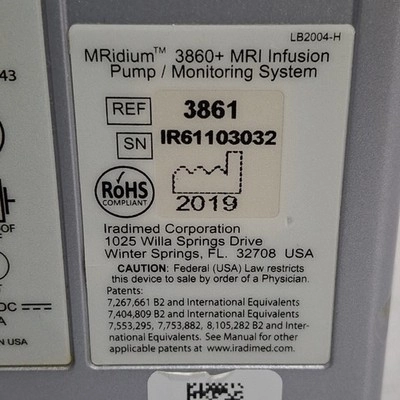 LB2004-H
MRidium™ 3860+ MRI Infusion
Pump / Monitoring System
REF 3861
SN IR61103032
RoHS
COMPLIANT
2019
Iradimed Corporation
1025 Willa Springs Drive
Winter Springs, FL. 32708 USA
CAUTION: Federal (USA) Law restricts
this device to sale by order of a Physician.
Patents:
7,267,661 B2 and International Equivalents
7,404,809 B2 and International Equivalents
7,553,295, 7,753,882, 8,105,282 B2 and Inter-
national Equivalents. See Manual for other
applicable patents at www.iradimed.com
43
OF
DC
A
N USA